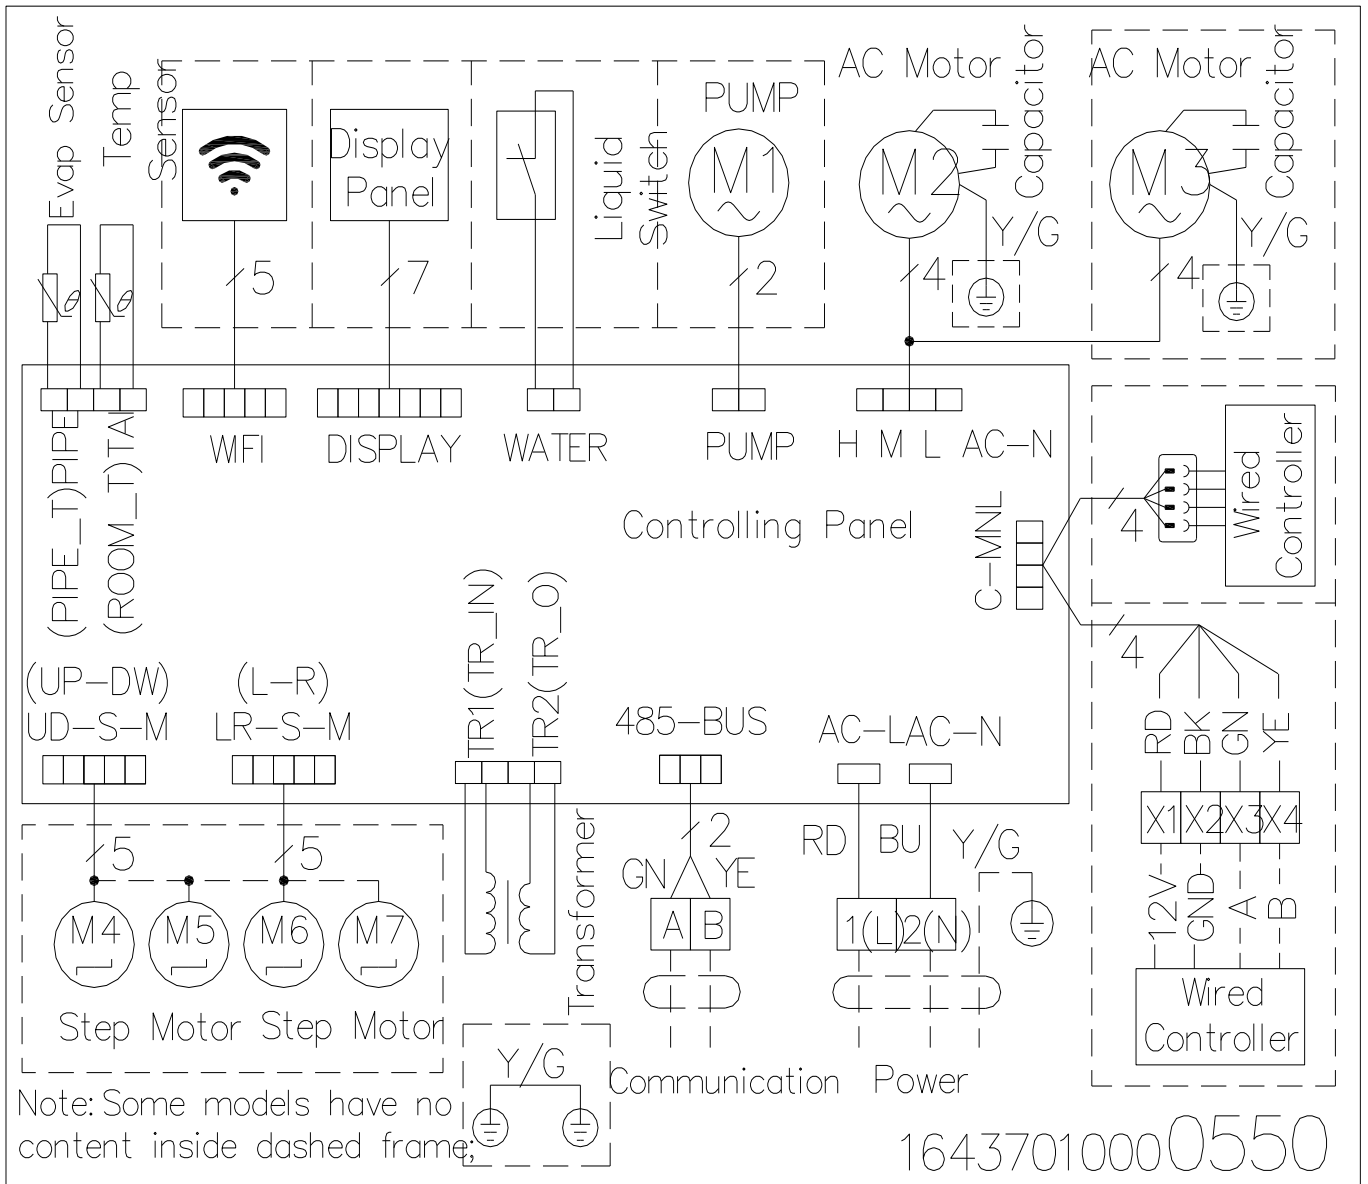 Evap Sensor
Temp
Sensor
Display
Panel
Liquid
Switch
PUMP
M1
AC Motor
M2
Capacitor
Y/G
AC Motor
M3
Capacitor
Y/G
θ
θ
5
7
2
4
4
(PIPE_T)PIPE
(ROOM_T)TAI
WIFI
DISPLAY
WATER
PUMP
H M L AC-N
Controlling Panel
C-MNL
4
Wired
Controller
4
(UP-DW)
UD-S-M
(L-R)
LR-S-M
TR1(TR_IN)
TR2(TR_O)
485-BUS
AC-L AC-N
RD
BK
GN
YE
X1 X2 X3 X4
12V
GND
A
B
Wired
Controller
5
5
M4 M5 M6 M7
Step Motor Step Motor
Transformer
2
GN YE
A B
RD BU Y/G
1(L) 2(N)
Y/G
Communication Power
Note: Some models have no
content inside dashed frame;
1643701000 0550